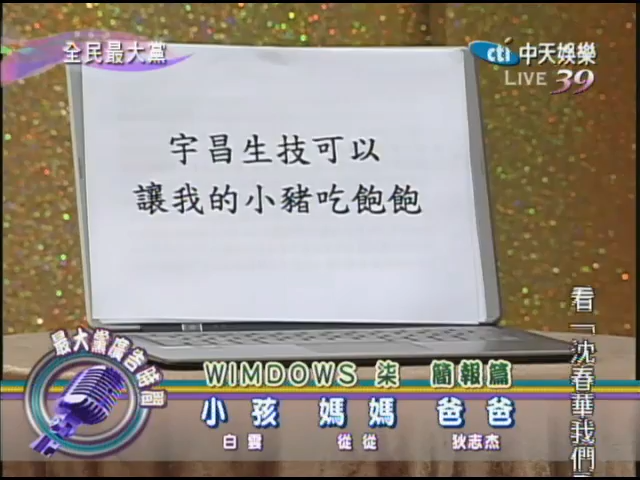 全民最大黨
cti 中天娛樂
LIVE 39
宇昌生技可以
讓我的小豬吃飽飽
最大黨廣告時間
WIMDOWS 柒 簡報篇
小孩 媽媽 爸爸
白雲 從從 狄志杰
看「沈春華我們